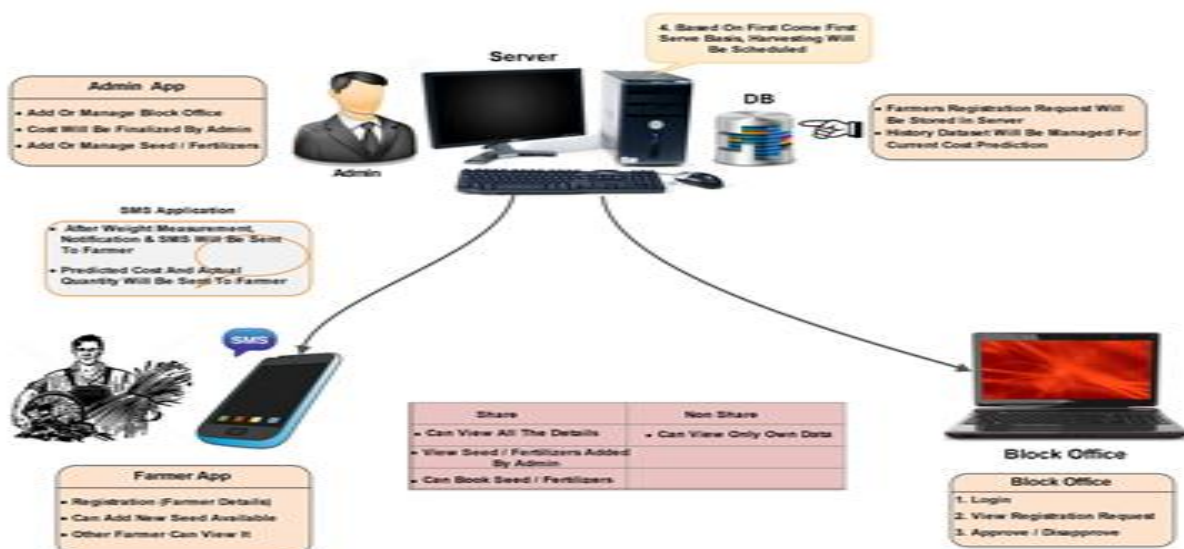 4. Based On First Come First
Serve Basis, Harvesting Will
Be Scheduled
Server
Admin App
• Add Or Manage Block Office
• Cost Will Be Finalized By Admin
• Add Or Manage Seed / Fertilizers
Admin
DB
• Farmers Registration Request Will
Be Stored In Server
• History Dataset Will Be Managed For
Current Cost Prediction
SMS Application
• After Weight Measurement,
Notification & SMS Will Be Sent
To Farmer
• Predicted Cost And Actual
Quantity Will Be Sent To Farmer
SMS
Share
Non Share
• Can View All The Details
• Can View Only Own Data
• View Seed / Fertilizers Added
By Admin
• Can Book Seed / Fertilizers
Farmer App
• Registration (Farmer Details)
• Can Add New Seed Available
• Other Farmer Can View It
Block Office
Block Office
1. Login
2. View Registration Request
3. Approve / Disapprove